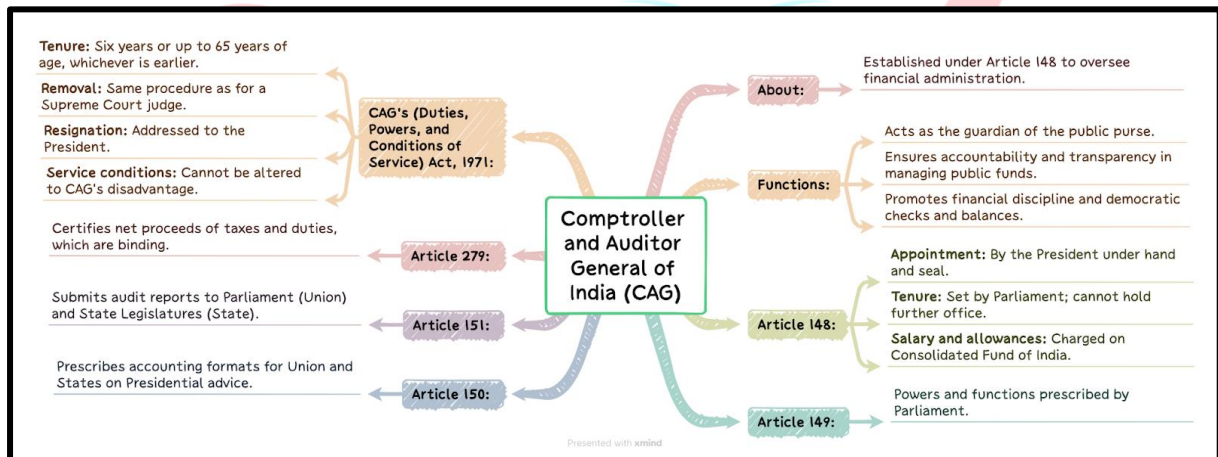 Comptroller
and Auditor
General of
India (CAG)
About:
Established under Article 148 to oversee
financial administration.
Functions:
Acts as the guardian of the public purse.
Ensures accountability and transparency in
managing public funds.
Promotes financial discipline and democratic
checks and balances.
Article 148:
Appointment: By the President under hand
and seal.
Tenure: Set by Parliament; cannot hold
further office.
Salary and allowances: Charged on
Consolidated Fund of India.
Article 149:
Powers and functions prescribed by
Parliament.
Article 150:
Prescribes accounting formats for Union and
States on Presidential advice.
Article 151:
Submits audit reports to Parliament (Union)
and State Legislatures (State).
Article 279:
Certifies net proceeds of taxes and duties,
which are binding.
CAG's (Duties,
Powers, and
Conditions of
Service) Act, 1971:
Tenure: Six years or up to 65 years of
age, whichever is earlier.
Removal: Same procedure as for a
Supreme Court judge.
Resignation: Addressed to the
President.
Service conditions: Cannot be altered
to CAG's disadvantage.
Presented with xmind